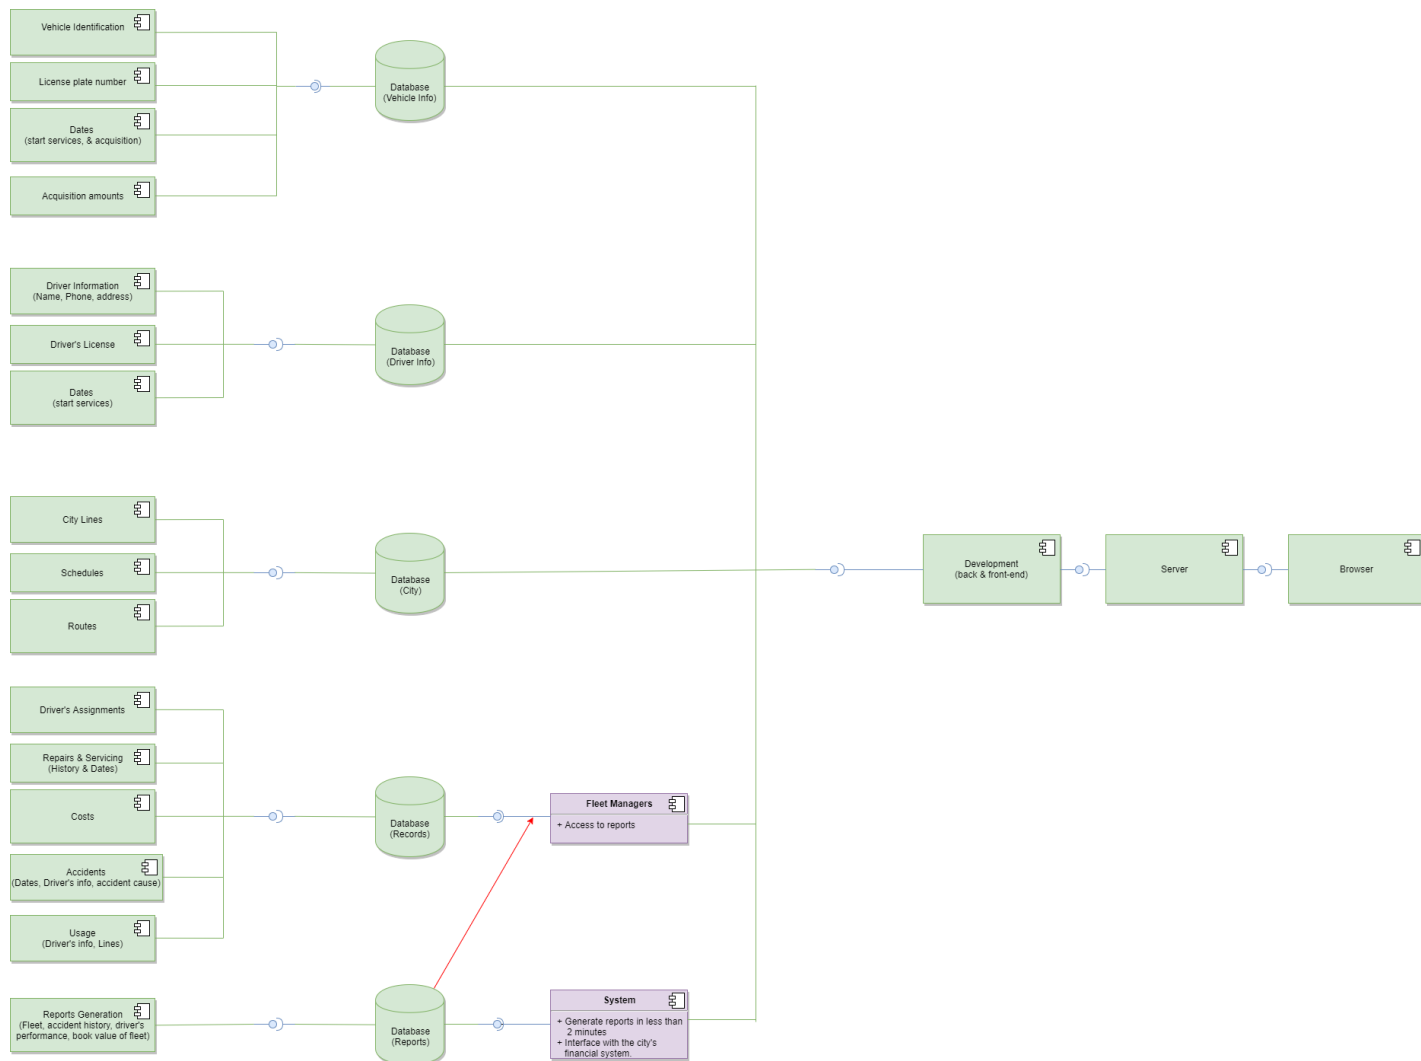 Vehicle Identification
License plate number
Dates
(start services, & acquisition)
Acquisition amounts
Database
(Vehicle Info)
Driver Information
(Name, Phone, address)
Driver's License
Dates
(start services)
Database
(Driver Info)
City Lines
Schedules
Routes
Database
(City)
Development
(back & front-end)
Server
Browser
Driver's Assignments
Repairs & Servicing
(History & Dates)
Costs
Accidents
(Dates, Driver's info, accident cause)
Usage
(Driver's info, Lines)
Database
(Records)
Fleet Managers
+ Access to reports
Reports Generation
(Fleet, accident history, driver's
performance, book value of fleet)
Database
(Reports)
System
+ Generate reports in less than
2 minutes
+ Interface with the city's
financial system.